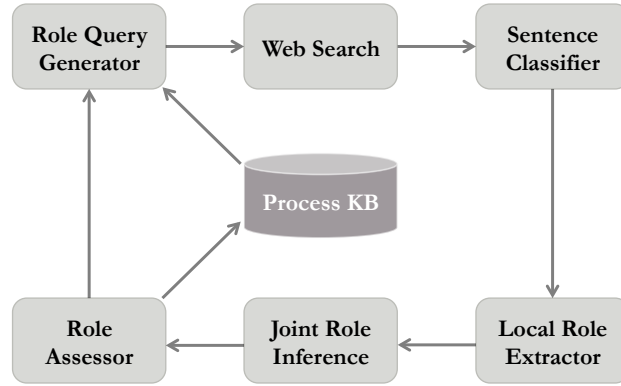 Role Query
Generator
Web Search
Sentence
Classifier
Process KB
Role
Assessor
Joint Role
Inference
Local Role
Extractor